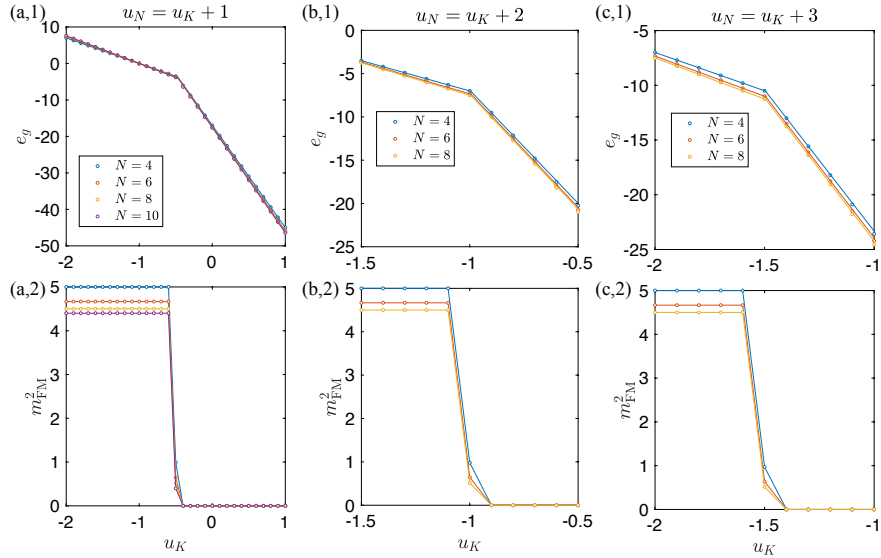 (a,1) u_N = u_K + 1
10
0
-10
-20
-30
-40
-50
e_g
N = 4
N = 6
N = 8
N = 10
-2 -1 0 1
(b,1) u_N = u_K + 2
0
-5
-10
-15
-20
-25
e_g
N = 4
N = 6
N = 8
-1.5 -1 -0.5
(c,1) u_N = u_K + 3
-5
-10
-15
-20
-25
e_g
N = 4
N = 6
N = 8
-2 -1.5 -1
(a,2)
5
4
3
2
1
0
m²_FM
-2 -1 0 1
u_K
(b,2)
5
4
3
2
1
0
m²_FM
-1.5 -1 -0.5
u_K
(c,2)
5
4
3
2
1
0
m²_FM
-2 -1.5 -1
u_K